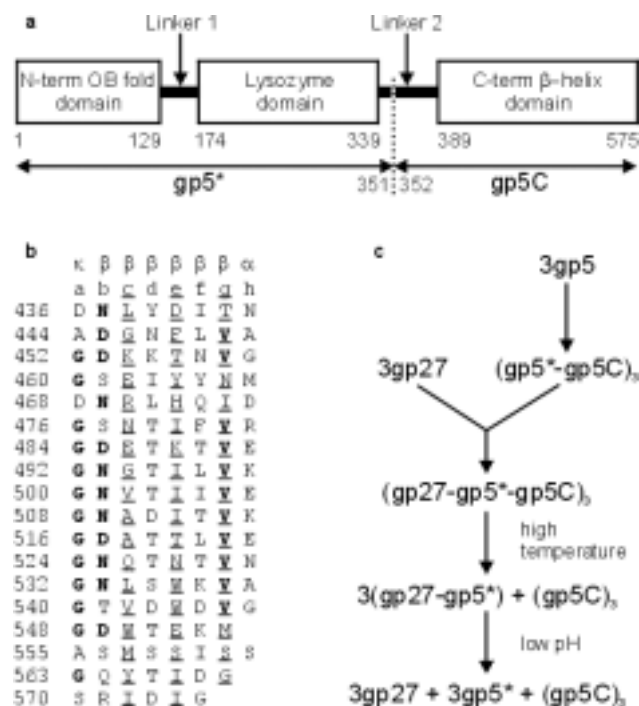 a
Linker 1 Linker 2
N-term OB fold domain
Lysozyme domain
C-term β-helix domain
1 129 174 339 389 575
gp5* 351 352 gp5C
b
κ β β β β β β α
a b c d e f g h
436 D N L Y D I T N
444 A D G N E L V A
452 G D K K T N V G
460 G S E I Y Y N M
468 D N R L H Q I D
476 G S N T I F V R
484 G D E T K T V E
492 G N G T I L V K
500 G N V T I I V E
508 G N A D I T V K
516 G D A T T L V E
524 G N Q T N T V N
532 G N L S W K V A
540 G T V D W D V G
548 G D W T E K M
555 A S M S S I S S
563 G Q Y T I D G
570 S R I D I G
c
3gp5
3gp27 (gp5*-gp5C)₃
(gp27-gp5*-gp5C)₃
high
temperature
3(gp27-gp5*) + (gp5C)₃
low pH
3gp27 + 3gp5* + (gp5C)₃